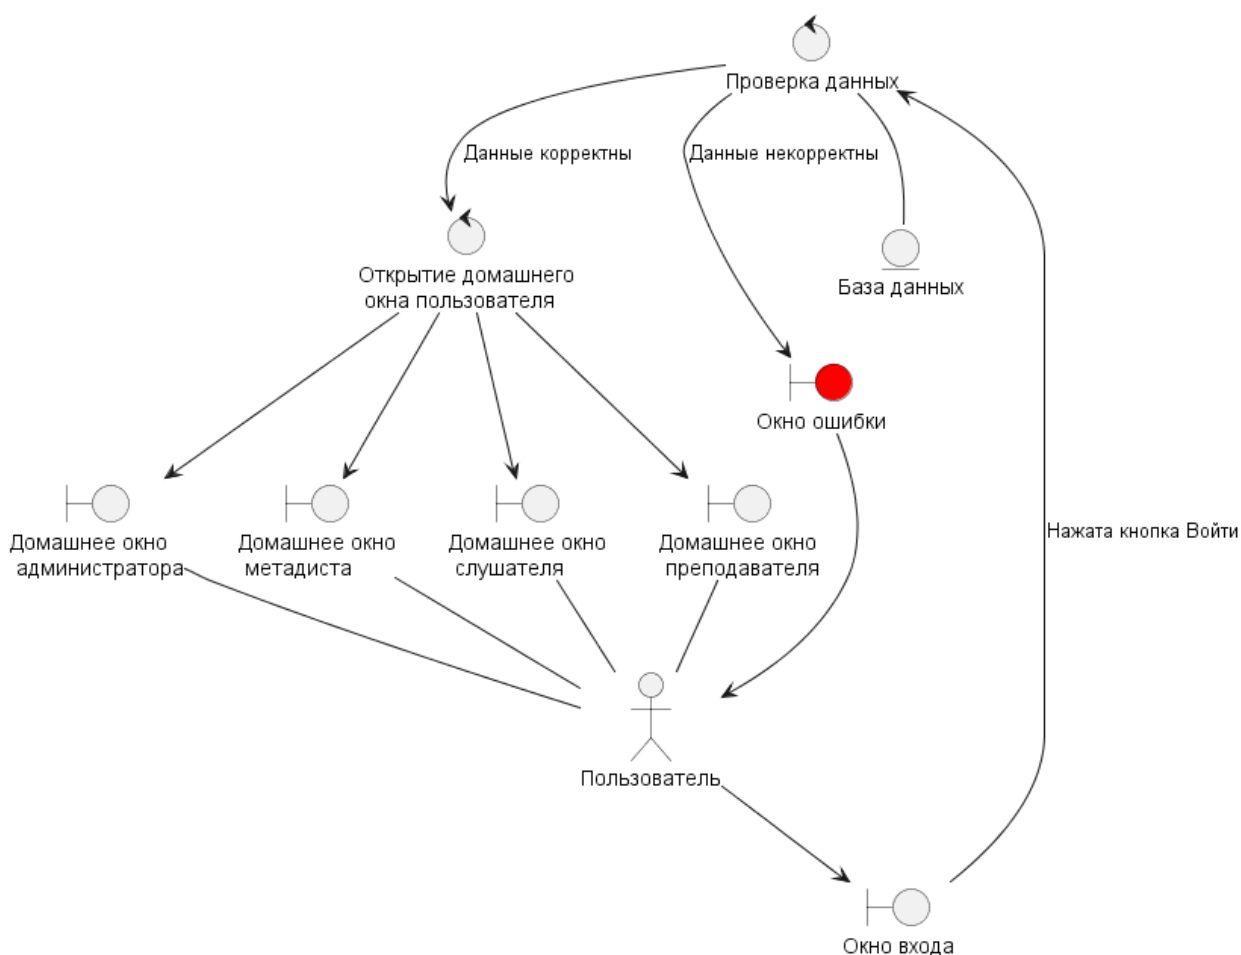 Проверка данных
Данные корректны
Данные некорректны
Открытие домашнего
окна пользователя
База данных
Окно ошибки
Нажата кнопка Войти
Домашнее окно
администратора
Домашнее окно
метадиста
Домашнее окно
слушателя
Домашнее окно
преподавателя
Пользователь
Окно входа